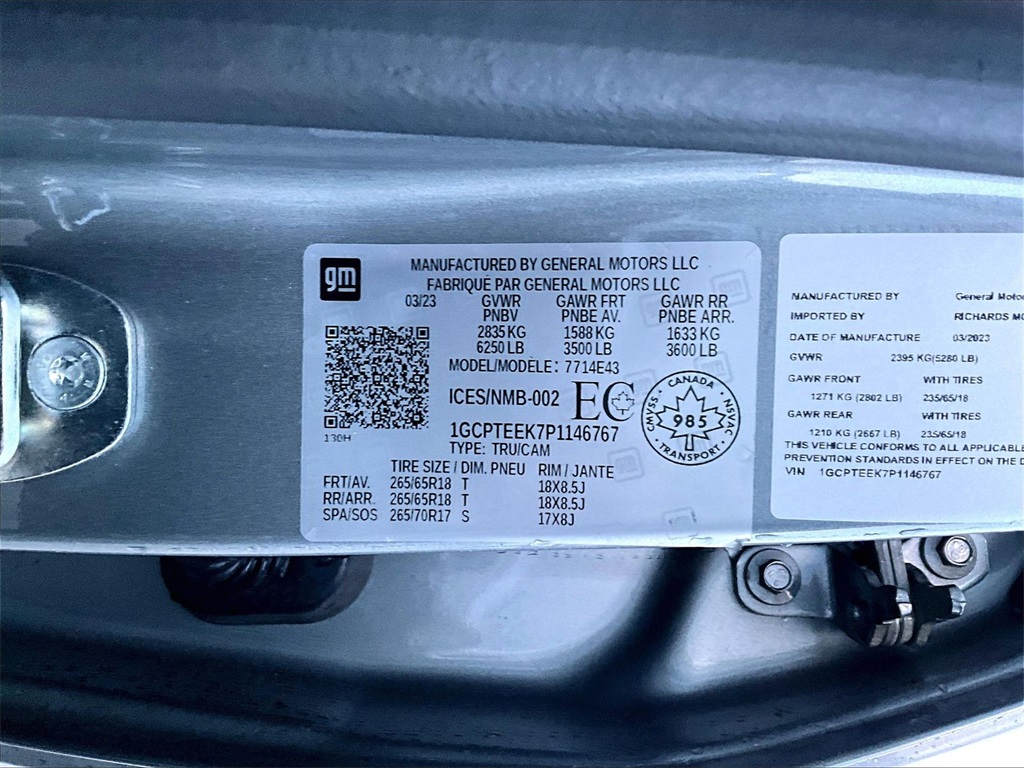 gm
MANUFACTURED BY GENERAL MOTORS LLC
FABRIQUÉ PAR GENERAL MOTORS LLC
03/23 GVWR GAWR FRT GAWR RR
PNBV PNBE AV. PNBE ARR.
2835 KG 1588 KG 1633 KG
6250 LB 3500 LB 3600 LB
MODEL/MODÈLE: 7714E43
ICES/NMB-002 EC
CANADA
CMVSS 985 NSVAC
TRANSPORT
130H
1GCPTEEK7P1146767
TYPE: TRU/CAM
TIRE SIZE / DIM. PNEU RIM / JANTE
FRT/AV. 265/65R18 T 18X8.5J
RR/ARR. 265/65R18 T 18X8.5J
SPA/SOS 265/70R17 S 17X8J
MANUFACTURED BY General
IMPORTED BY RICHARDS
DATE OF MANUFACTURE 03/2023
GVWR 2395 KG(5280 LB)
GAWR FRONT WITH TIRES
1271 KG (2802 LB) 235/65/18
GAWR REAR WITH TIRES
1210 KG (2667 LB) 235/65/18
THIS VEHICLE CONFORMS TO ALL APPLICABLE
PREVENTION STANDARDS IN EFFECT ON THE
VIN 1GCPTEEK7P1146767